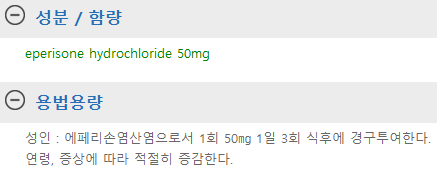 성분 / 함량
eperisone hydrochloride 50mg
용법용량
성인 : 에페리손염산염으로서 1회 50㎎ 1일 3회 식후에 경구투여한다.
연령, 증상에 따라 적절히 증감한다.